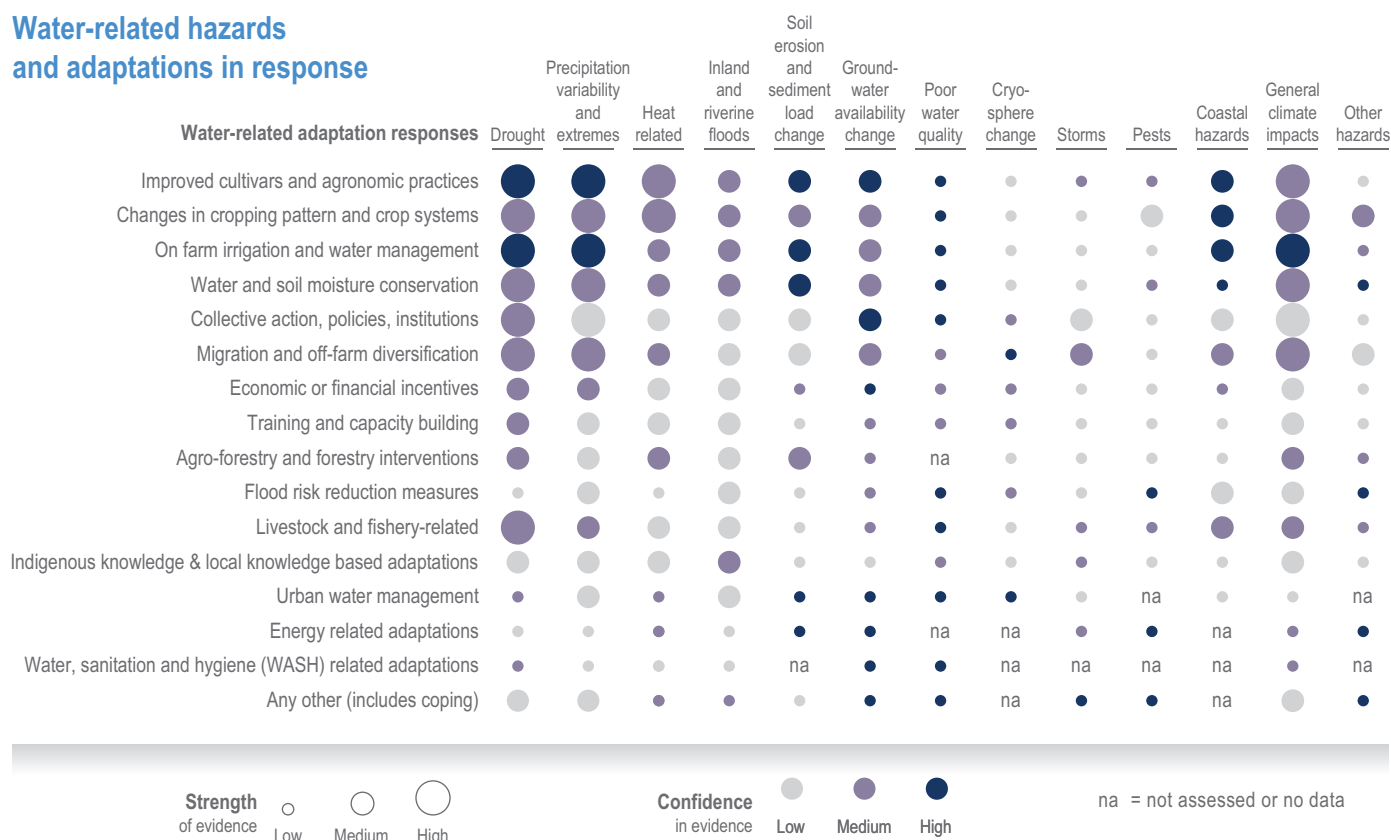 Water-related hazards
and adaptations in response
Water-related adaptation responses
Drought
Precipitation
variability
and
extremes
Heat
related
Inland
and
riverine
floods
Soil
erosion
and
sediment
load
change
Ground-
water
availability
change
Poor
water
quality
Cryo-
sphere
change
Storms
Pests
Coastal
hazards
General
climate
impacts
Other
hazards
Improved cultivars and agronomic practices
Changes in cropping pattern and crop systems
On farm irrigation and water management
Water and soil moisture conservation
Collective action, policies, institutions
Migration and off-farm diversification
Economic or financial incentives
Training and capacity building
Agro-forestry and forestry interventions na
Flood risk reduction measures
Livestock and fishery-related
Indigenous knowledge & local knowledge based adaptations
Urban water management na na
Energy related adaptations na na na
Water, sanitation and hygiene (WASH) related adaptations na na na na na na
Any other (includes coping) na na
Strength
of evidence
Low Medium High
Confidence
in evidence
Low Medium High
na = not assessed or no data